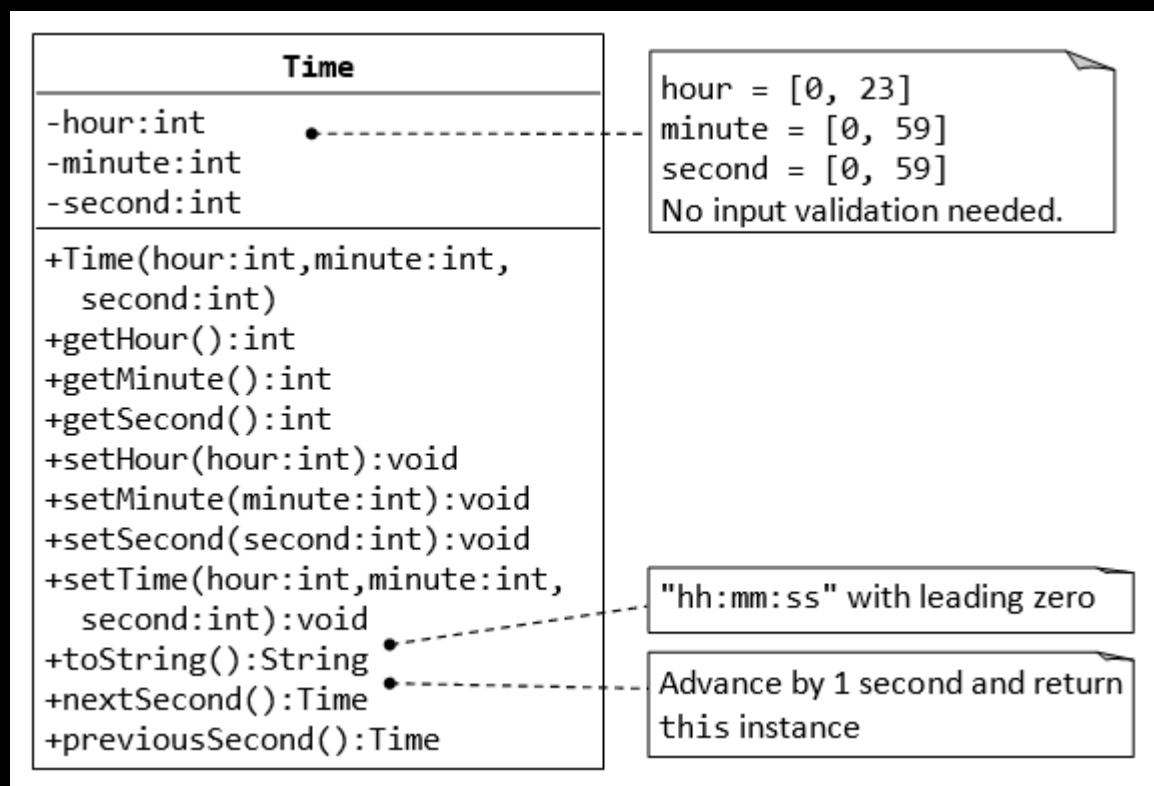 Time
-hour:int
-minute:int
-second:int
+Time(hour:int,minute:int,
second:int)
+getHour():int
+getMinute():int
+getSecond():int
+setHour(hour:int):void
+setMinute(minute:int):void
+setSecond(second:int):void
+setTime(hour:int,minute:int,
second:int):void
+toString():String
+nextSecond():Time
+previousSecond():Time
hour = [0, 23]
minute = [0, 59]
second = [0, 59]
No input validation needed.
"hh:mm:ss" with leading zero
Advance by 1 second and return
this instance